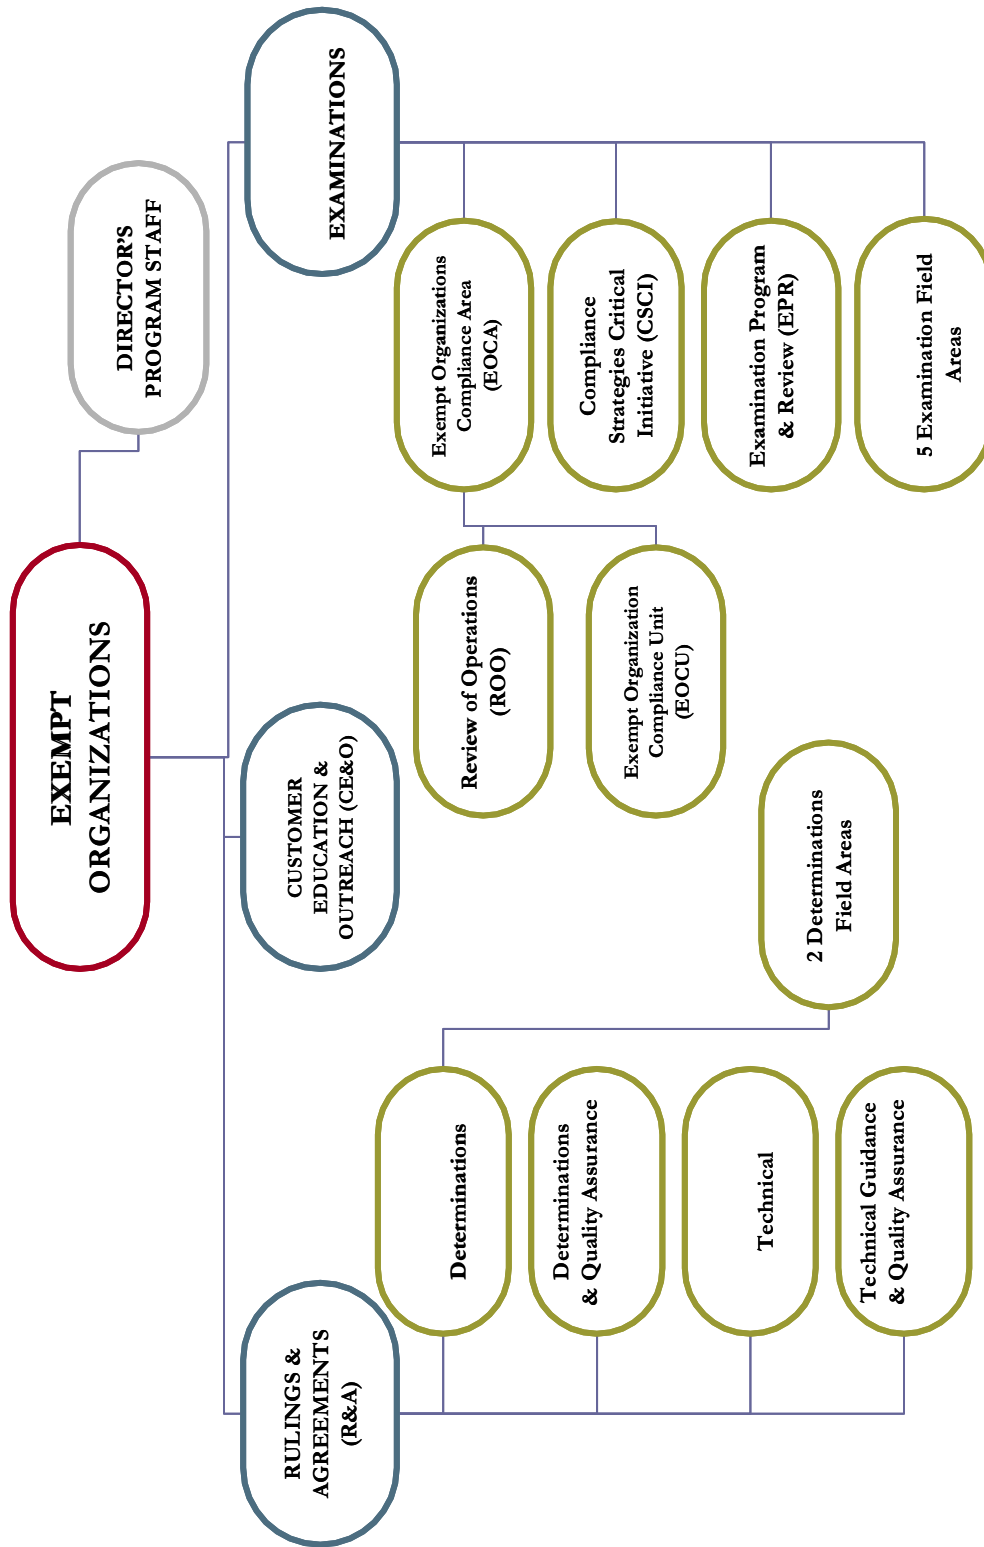 EXEMPT
ORGANIZATIONS
DIRECTOR'S
PROGRAM STAFF
RULINGS &
AGREEMENTS
(R&A)
CUSTOMER
EDUCATION &
OUTREACH (CE&O)
EXAMINATIONS
Determinations
Determinations
& Quality Assurance
Technical
Technical Guidance
& Quality Assurance
2 Determinations
Field Areas
Review of Operations
(ROO)
Exempt Organization
Compliance Unit
(EOCU)
Exempt Organizations
Compliance Area
(EOCA)
Compliance
Strategies Critical
Initiative (CSCI)
Examination Program
& Review (EPR)
5 Examination Field
Areas